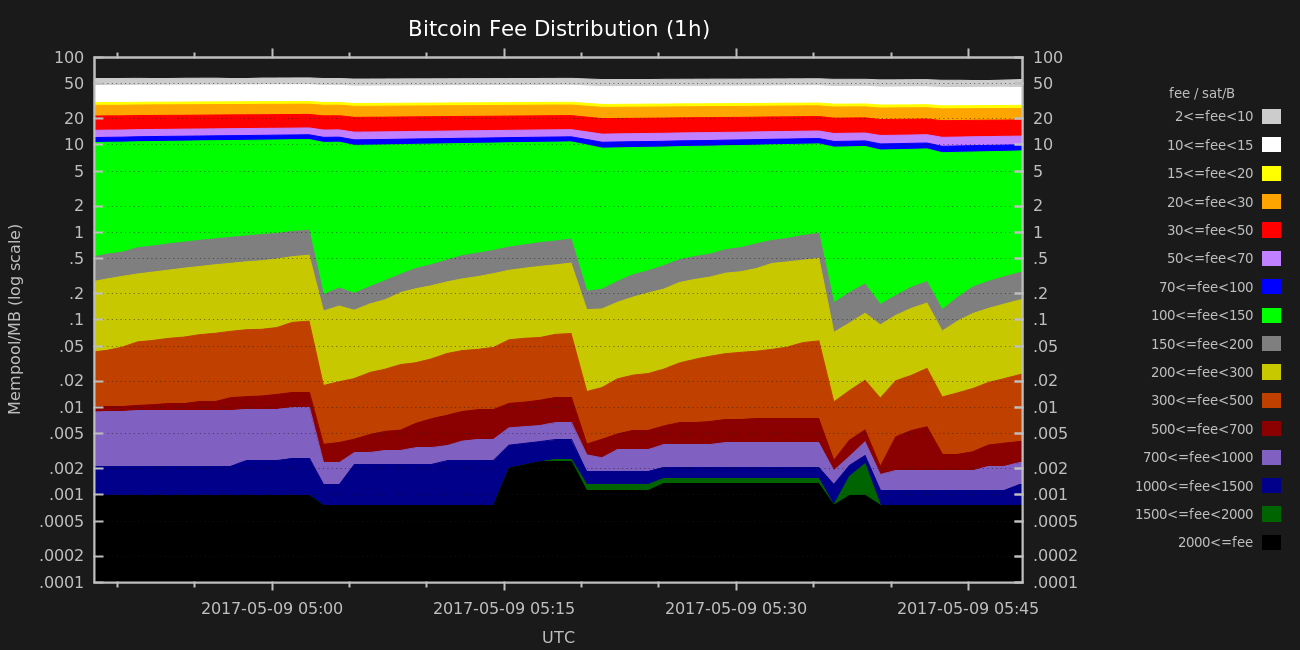 Bitcoin Fee Distribution (1h)
100
50
20
10
5
2
1
.5
.2
.1
.05
.02
.01
.005
.002
.001
.0005
.0002
.0001
Mempool/MB (log scale)
100
50
20
10
5
2
1
.5
.2
.1
.05
.02
.01
.005
.002
.001
.0005
.0002
.0001
2017-05-09 05:00
2017-05-09 05:15
2017-05-09 05:30
2017-05-09 05:45
UTC
fee / sat/B
2<=fee<10
10<=fee<15
15<=fee<20
20<=fee<30
30<=fee<50
50<=fee<70
70<=fee<100
100<=fee<150
150<=fee<200
200<=fee<300
300<=fee<500
500<=fee<700
700<=fee<1000
1000<=fee<1500
1500<=fee<2000
2000<=fee